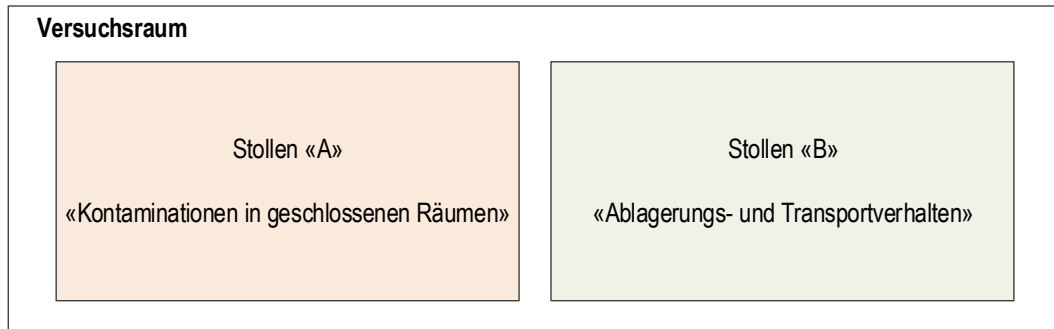 Versuchsraum
Stollen «A»
«Kontaminationen in geschlossenen Räumen»
Stollen «B»
«Ablagerungs- und Transportverhalten»